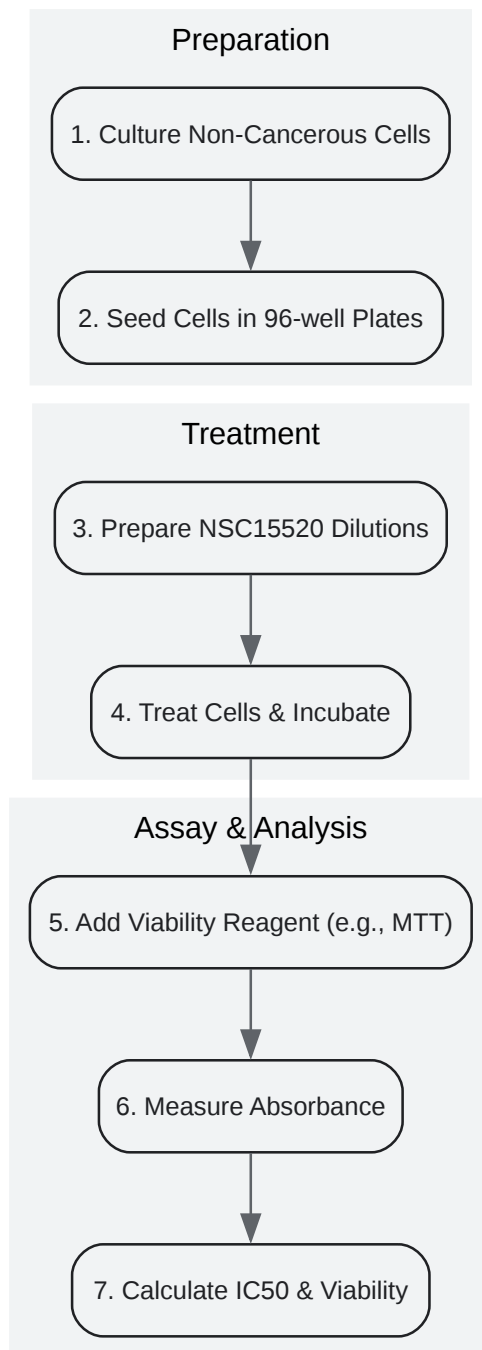 Preparation
1. Culture Non-Cancerous Cells
2. Seed Cells in 96-well Plates
Treatment
3. Prepare NSC15520 Dilutions
4. Treat Cells & Incubate
Assay & Analysis
5. Add Viability Reagent (e.g., MTT)
6. Measure Absorbance
7. Calculate IC50 & Viability